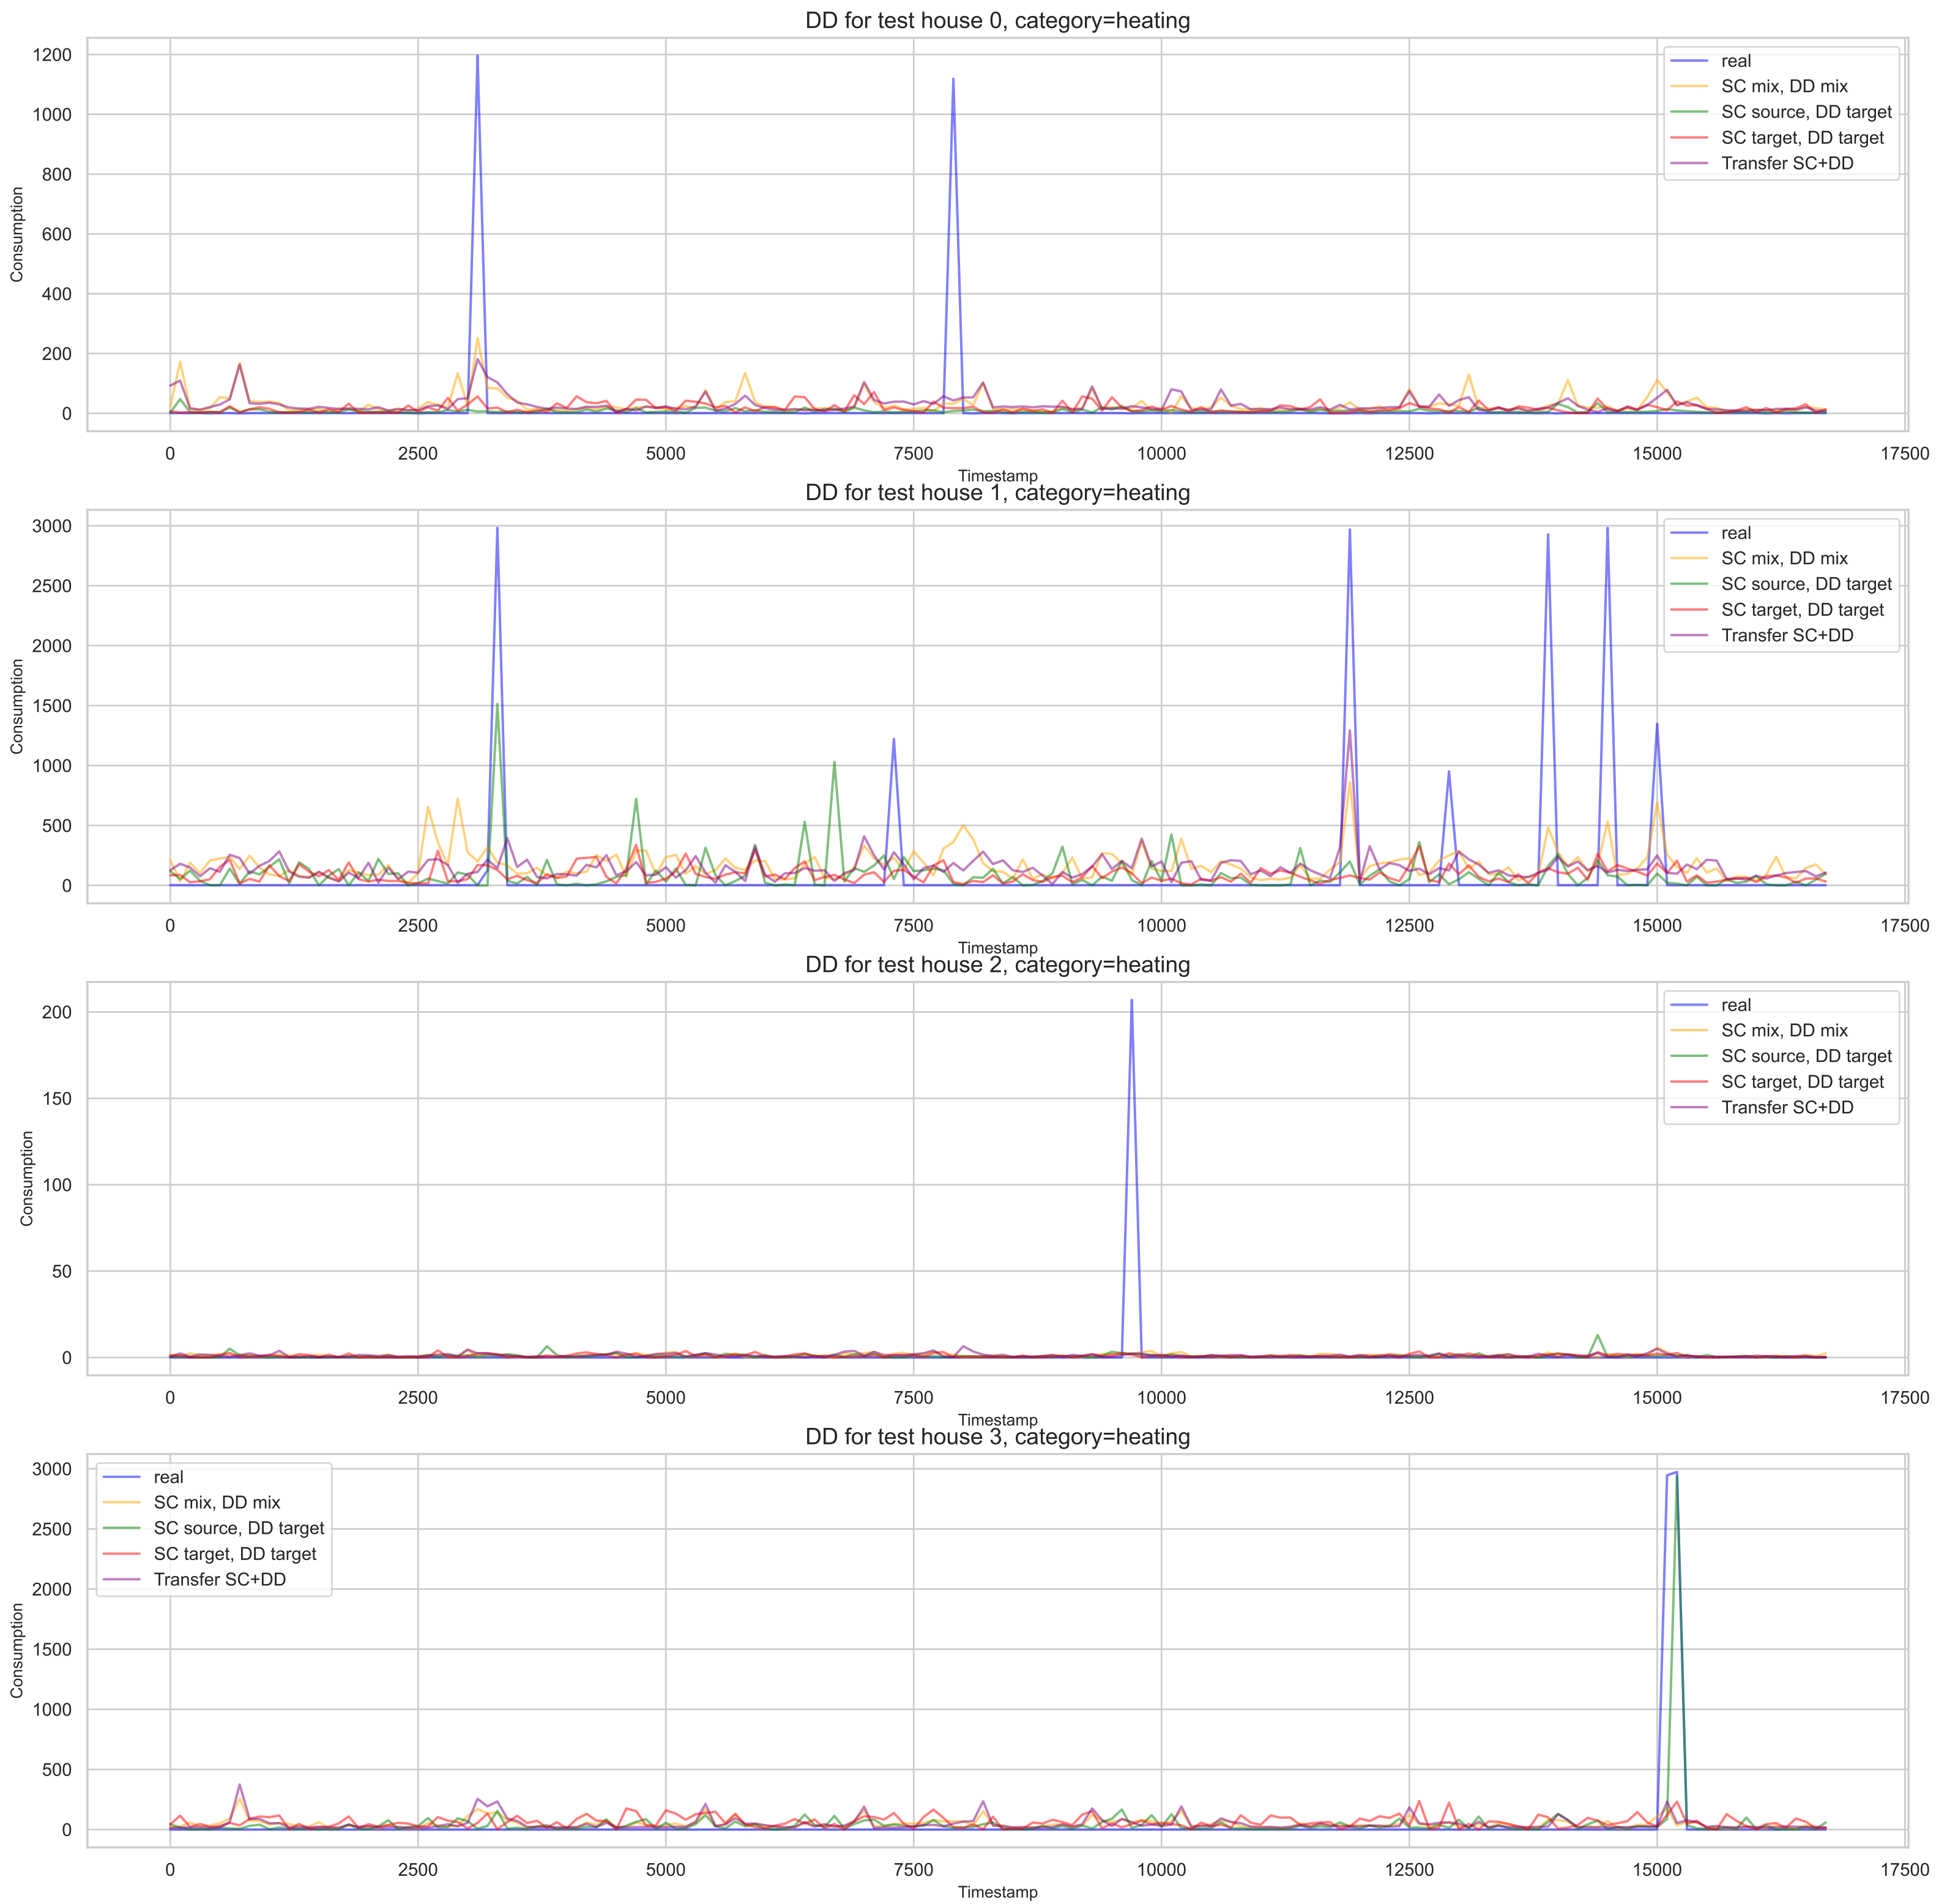 DD for test house 0, category=heating
1200
1000
800
600
400
200
0
Consumption
real
SC mix, DD mix
SC source, DD target
SC target, DD target
Transfer SC+DD
0 2500 5000 7500 10000 12500 15000 17500
Timestamp
DD for test house 1, category=heating
3000
2500
2000
1500
1000
500
0
Consumption
real
SC mix, DD mix
SC source, DD target
SC target, DD target
Transfer SC+DD
0 2500 5000 7500 10000 12500 15000 17500
Timestamp
DD for test house 2, category=heating
200
150
100
50
0
Consumption
real
SC mix, DD mix
SC source, DD target
SC target, DD target
Transfer SC+DD
0 2500 5000 7500 10000 12500 15000 17500
Timestamp
DD for test house 3, category=heating
3000
2500
2000
1500
1000
500
0
Consumption
real
SC mix, DD mix
SC source, DD target
SC target, DD target
Transfer SC+DD
0 2500 5000 7500 10000 12500 15000 17500
Timestamp